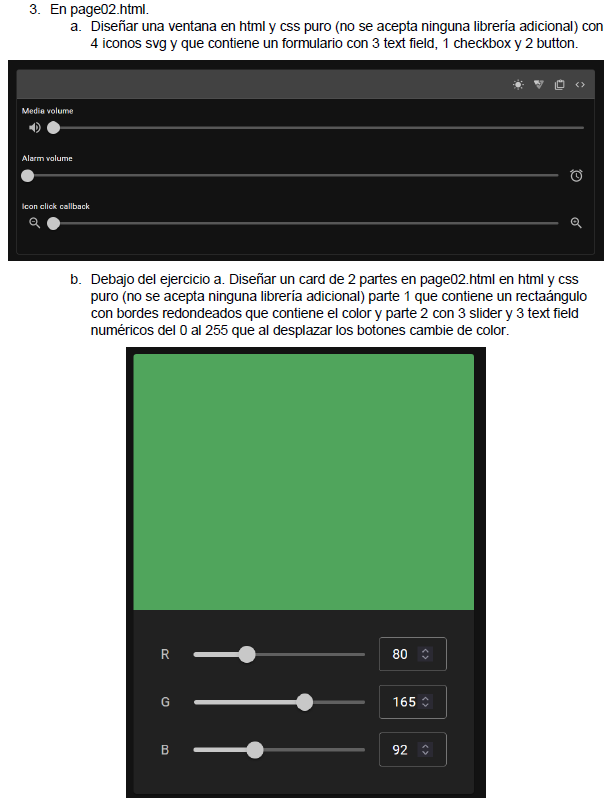 3. En page02.html.
a. Diseñar una ventana en html y css puro (no se acepta ninguna librería adicional) con
4 iconos svg y que contiene un formulario con 3 text field, 1 checkbox y 2 button.
Media volume
Alarm volume
Icon click callback
b. Debajo del ejercicio a. Diseñar un card de 2 partes en page02.html en html y css
puro (no se acepta ninguna librería adicional) parte 1 que contiene un rectaángulo
con bordes redondeados que contiene el color y parte 2 con 3 slider y 3 text field
numéricos del 0 al 255 que al desplazar los botones cambie de color.
R 80
G 165
B 92